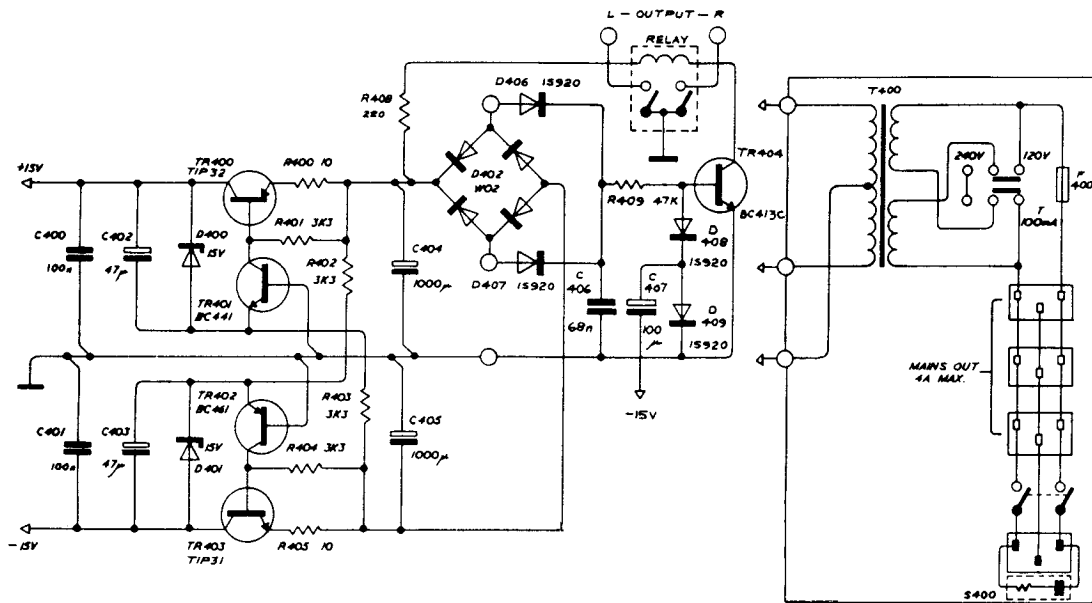 L - OUTPUT - R
RELAY
D406 1S920
R408
220
T400
TR400
TIP32
R400 10
+15V
D402
W02
TR404
240V
120V
F
400
R401 3K3
R409 47K
BC413C
T
100mA
C400
100n
C402
47μ
D400
15V
R402
3K3
C404
1000μ
D
408
1S920
TR401
BC441
D407 1S920
C
406
68n
C
407
100
μ
D
409
1S920
MAINS OUT
4A MAX.
TR402
BC461
R403
3K3
-15V
C401
100n
C403
47μ
15V
D401
R404 3K3
C405
1000μ
-15V
TR403
TIP31
R405 10
S400